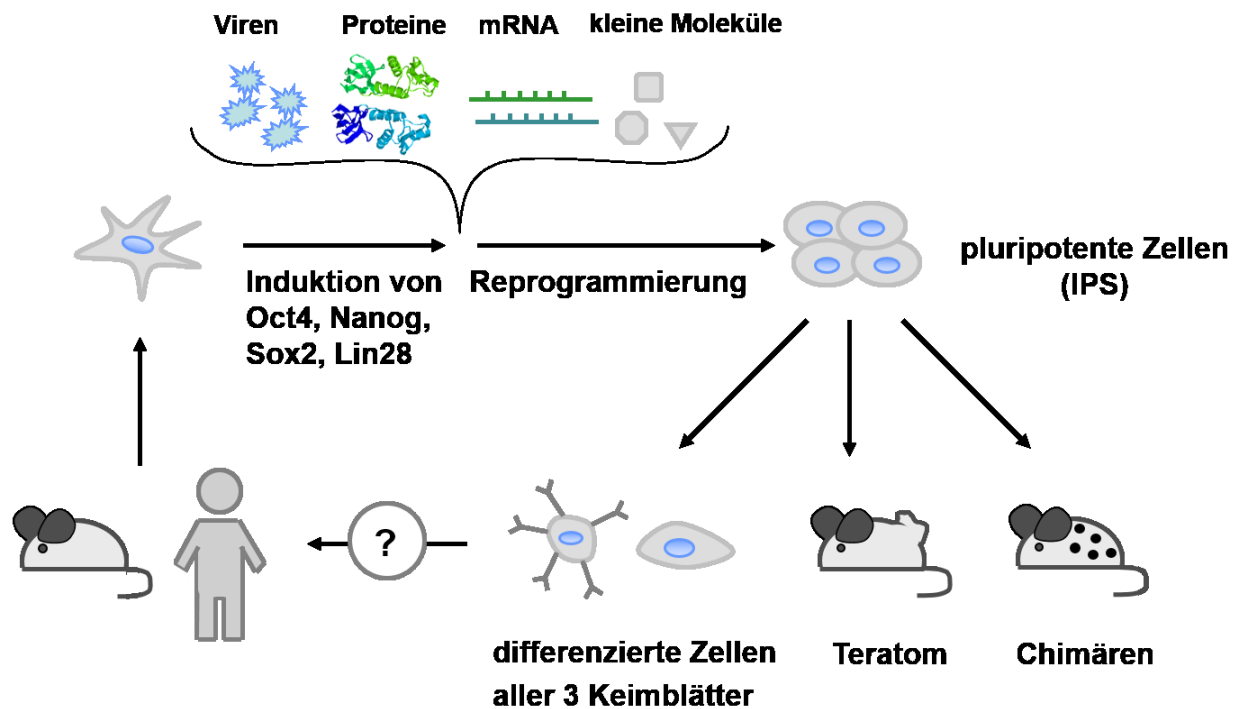 Viren
Proteine
mRNA
kleine Moleküle
Induktion von
Oct4, Nanog,
Sox2, Lin28
Reprogrammierung
pluripotente Zellen
(IPS)
?
differenzierte Zellen
aller 3 Keimblätter
Teratom
Chimären